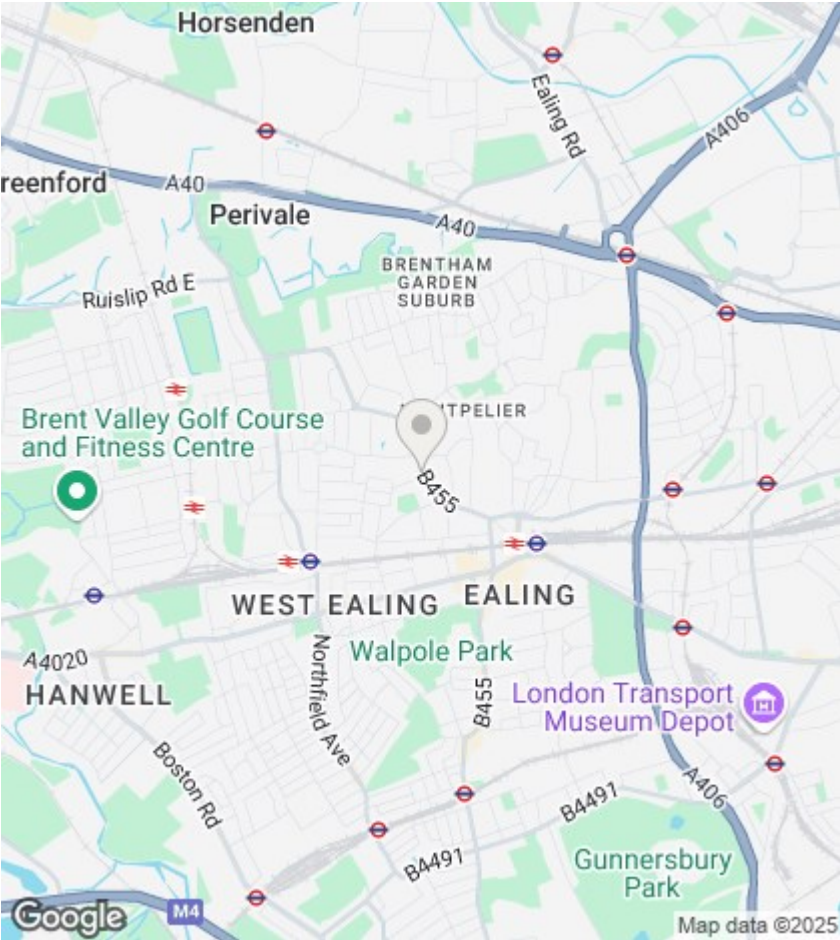 Horsenden
Ealing Rd
A406
reenford
A40
Perivale
A40
BRENTHAM
GARDEN
SUBURB
Ruislip Rd E
Brent Valley Golf Course
and Fitness Centre
B455
WEST EALING
EALING
Walpole Park
A4020
HANWELL
Northfield Ave
B455
London Transport
Museum Depot
Boston Rd
A406
B4491
B4491
Gunnersbury
Park
M4
Google
Map data ©2025